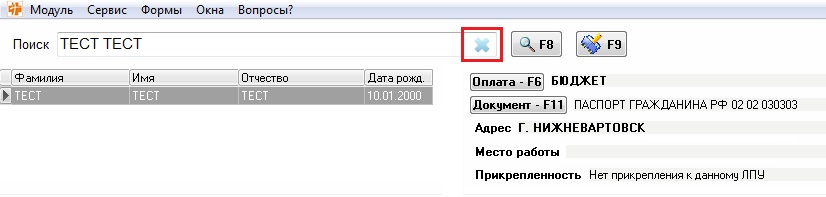 Модуль Сервис Формы Окна Вопросы?
Поиск ТЕСТ ТЕСТ F8 F9
Фамилия Имя Отчество Дата рожд.
ТЕСТ ТЕСТ ТЕСТ 10.01.2000
Оплата - F6 БЮДЖЕТ
Документ - F11 ПАСПОРТ ГРАЖДАНИНА РФ 02 02 030303
Адрес Г. НИЖНЕВАРТОВСК
Место работы
Прикрепленность Нет прикрепления к данному ЛПУ